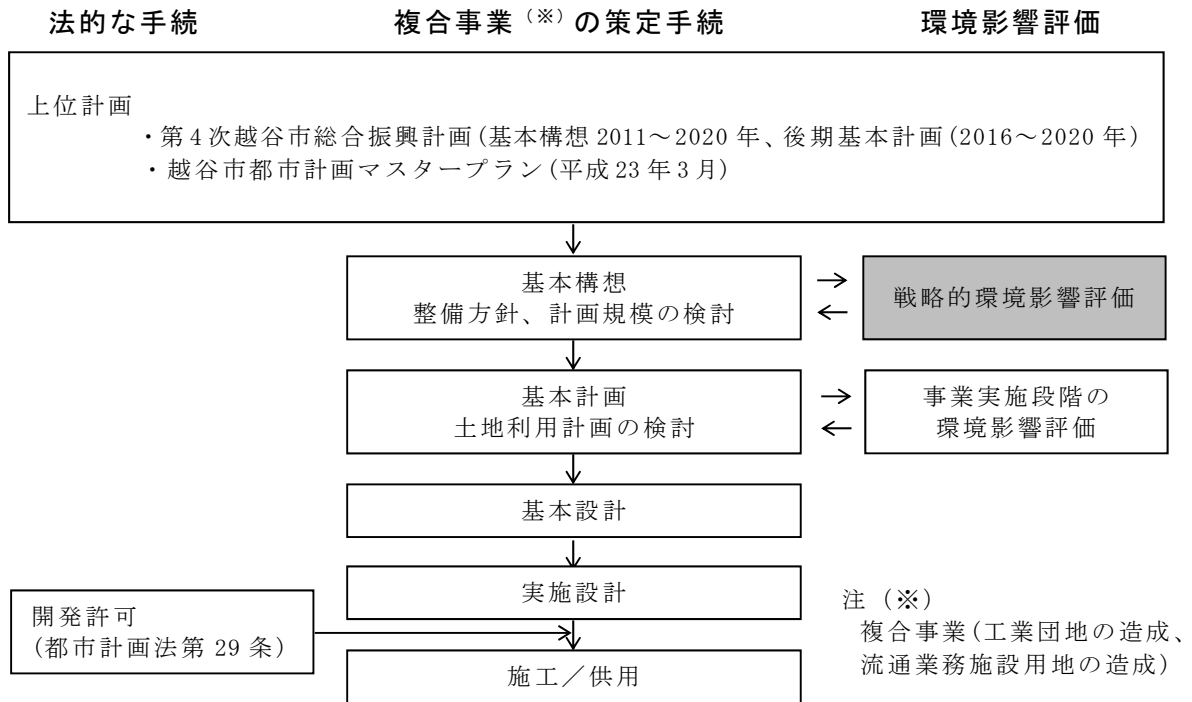 法的な手続
複合事業(※)の策定手続
環境影響評価
上位計画
・第4次越谷市総合振興計画(基本構想 2011～2020 年、後期基本計画(2016～2020 年)
・越谷市都市計画マスタープラン(平成 23 年 3 月)
基本構想
整備方針、計画規模の検討
戦略的環境影響評価
基本計画
土地利用計画の検討
事業実施段階の
環境影響評価
基本設計
実施設計
開発許可
(都市計画法第 29 条)
施工／供用
注 (※)
複合事業(工業団地の造成、
流通業務施設用地の造成)